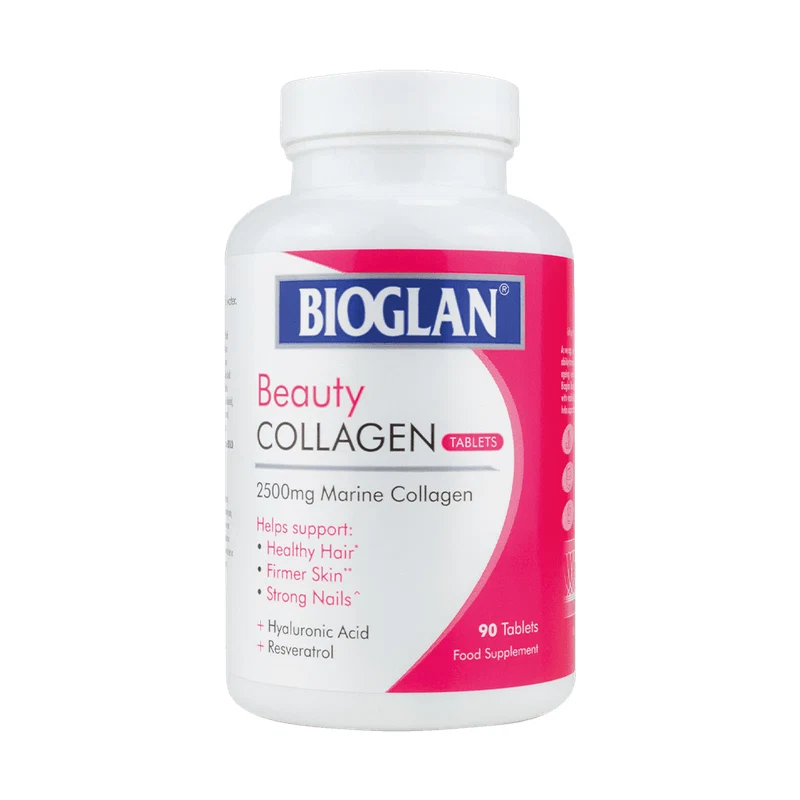 BIOGLAN®
Beauty
COLLAGEN TABLETS
2500mg Marine Collagen
Helps support:
• Healthy Hair*
• Firmer Skin**
• Strong Nails^
+ Hyaluronic Acid
+ Resveratrol
90 Tablets
Food Supplement